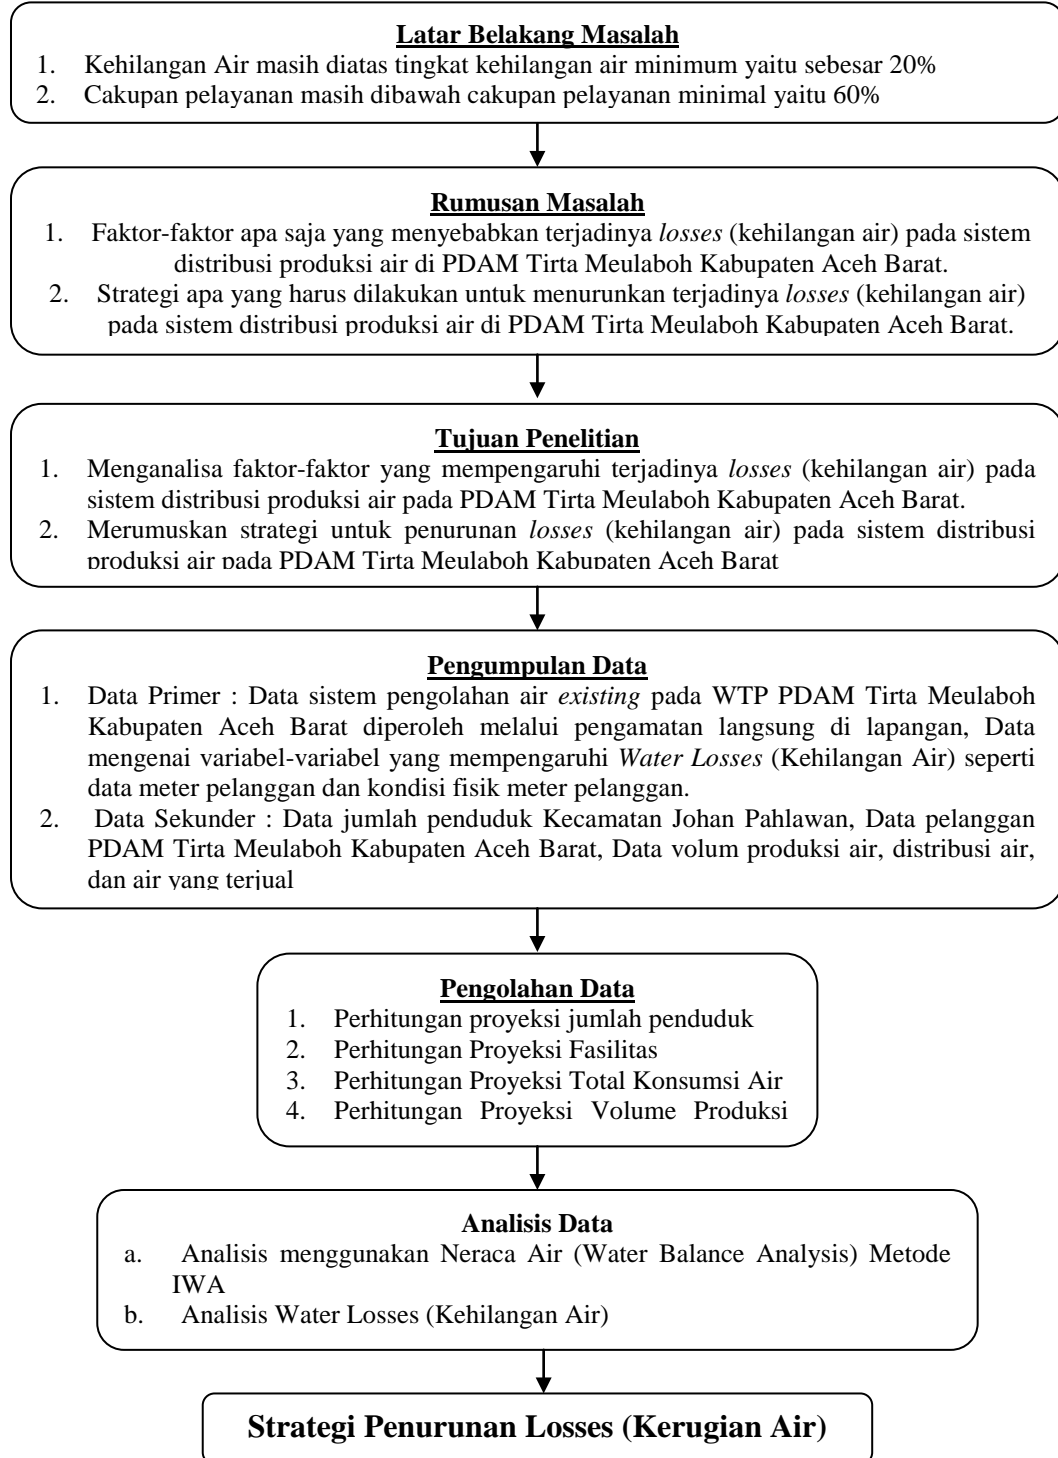 Latar Belakang Masalah
1. Kehilangan Air masih diatas tingkat kehilangan air minimum yaitu sebesar 20%
2. Cakupan pelayanan masih dibawah cakupan pelayanan minimal yaitu 60%
Rumusan Masalah
1. Faktor-faktor apa saja yang menyebabkan terjadinya losses (kehilangan air) pada sistem
distribusi produksi air di PDAM Tirta Meulaboh Kabupaten Aceh Barat.
2. Strategi apa yang harus dilakukan untuk menurunkan terjadinya losses (kehilangan air)
pada sistem distribusi produksi air di PDAM Tirta Meulaboh Kabupaten Aceh Barat.
Tujuan Penelitian
1. Menganalisa faktor-faktor yang mempengaruhi terjadinya losses (kehilangan air) pada
sistem distribusi produksi air pada PDAM Tirta Meulaboh Kabupaten Aceh Barat.
2. Merumuskan strategi untuk penurunan losses (kehilangan air) pada sistem distribusi
produksi air pada PDAM Tirta Meulaboh Kabupaten Aceh Barat
Pengumpulan Data
1. Data Primer : Data sistem pengolahan air existing pada WTP PDAM Tirta Meulaboh
Kabupaten Aceh Barat diperoleh melalui pengamatan langsung di lapangan, Data
mengenai variabel-variabel yang mempengaruhi Water Losses (Kehilangan Air) seperti
data meter pelanggan dan kondisi fisik meter pelanggan.
2. Data Sekunder : Data jumlah penduduk Kecamatan Johan Pahlawan, Data pelanggan
PDAM Tirta Meulaboh Kabupaten Aceh Barat, Data volum produksi air, distribusi air,
dan air yang terjual
Pengolahan Data
1. Perhitungan proyeksi jumlah penduduk
2. Perhitungan Proyeksi Fasilitas
3. Perhitungan Proyeksi Total Konsumsi Air
4. Perhitungan Proyeksi Volume Produksi
Analisis Data
a. Analisis menggunakan Neraca Air (Water Balance Analysis) Metode
IWA
b. Analisis Water Losses (Kehilangan Air)
Strategi Penurunan Losses (Kerugian Air)